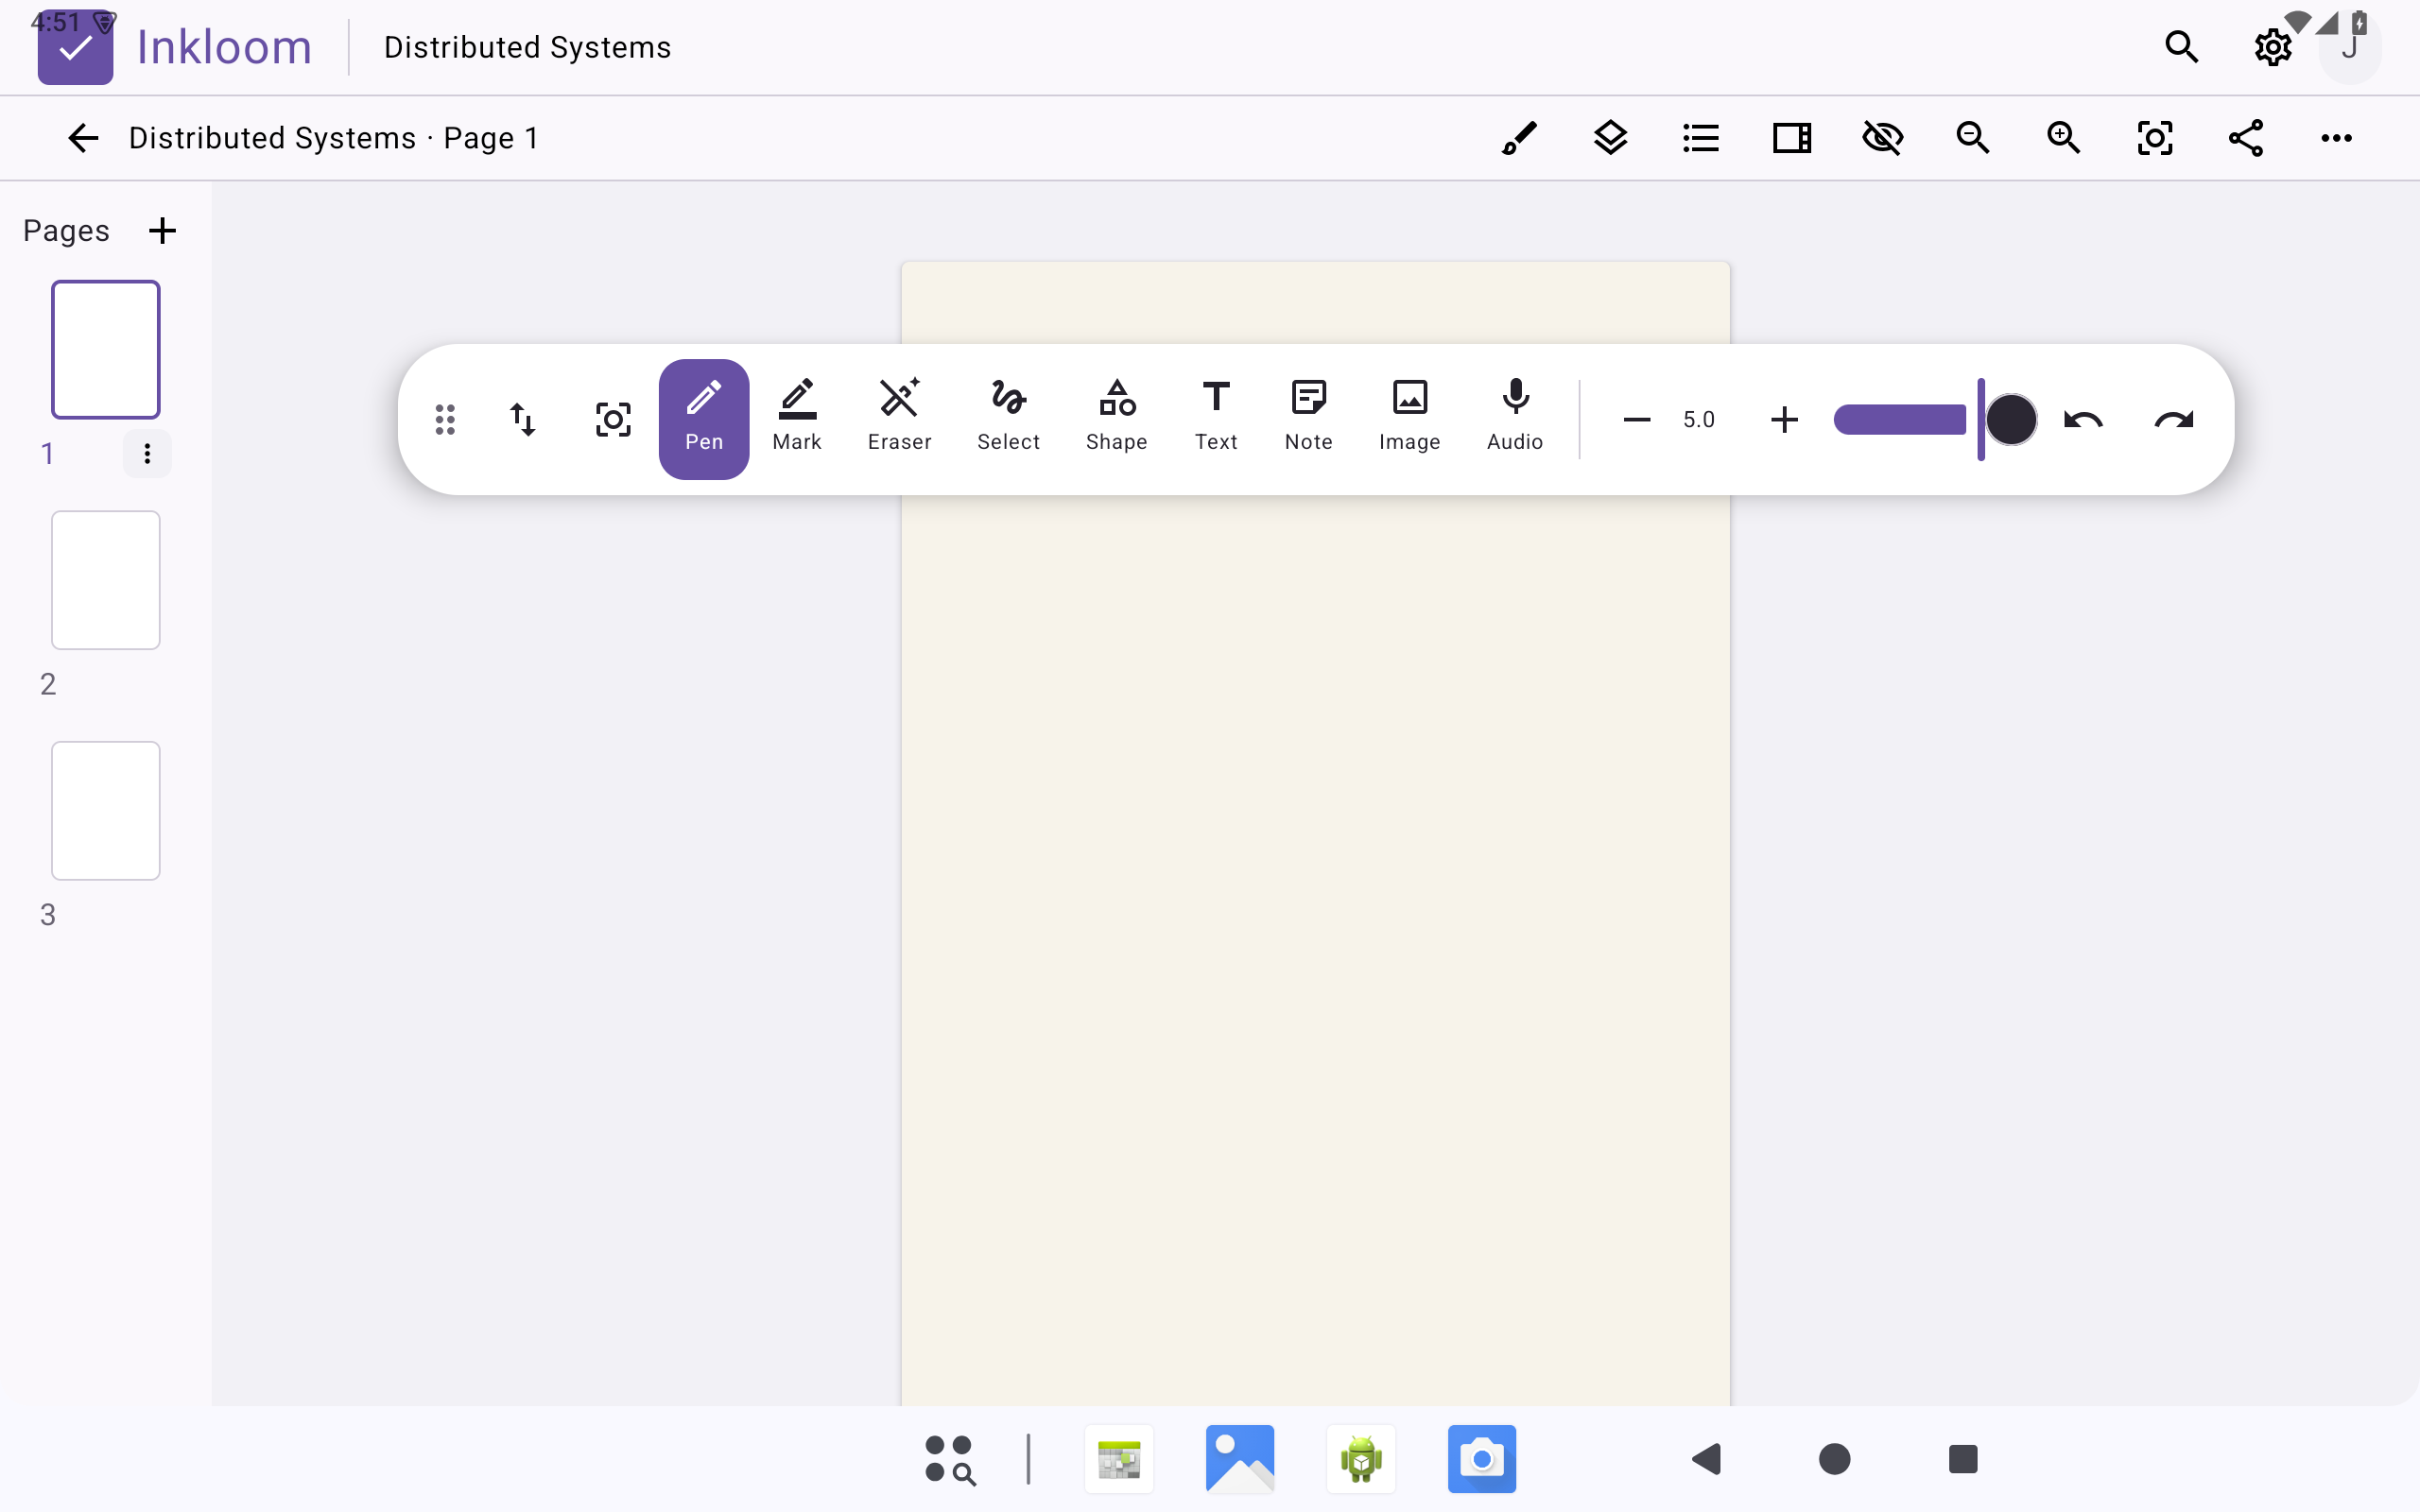 4:51
Inkloom
Distributed Systems
J
Distributed Systems · Page 1
Pages
1
2
3
Pen
Mark
Eraser
Select
Shape
Text
Note
Image
Audio
5.0